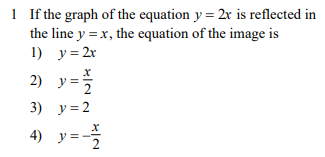 1 If the graph of the equation y = 2x is reflected in
the line y = x, the equation of the image is
1) y = 2x
2) y = x/2
3) y = 2
4) y = -x/2